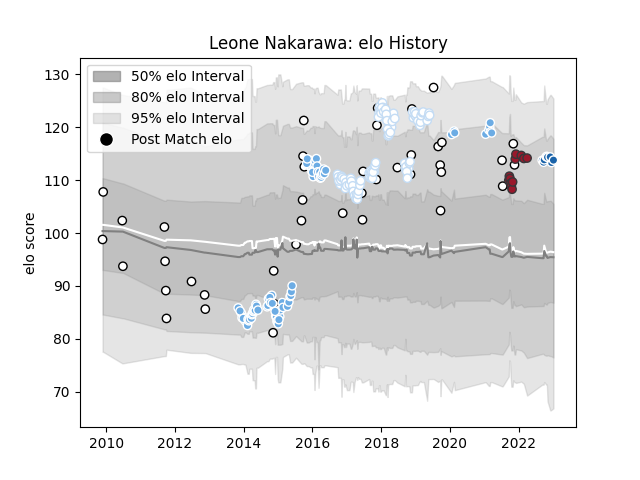 Leone Nakarawa: elo History
50% elo Interval
80% elo Interval
95% elo Interval
Post Match elo
elo score
130
120
110
100
90
80
70
2010 2012 2014 2016 2018 2020 2022